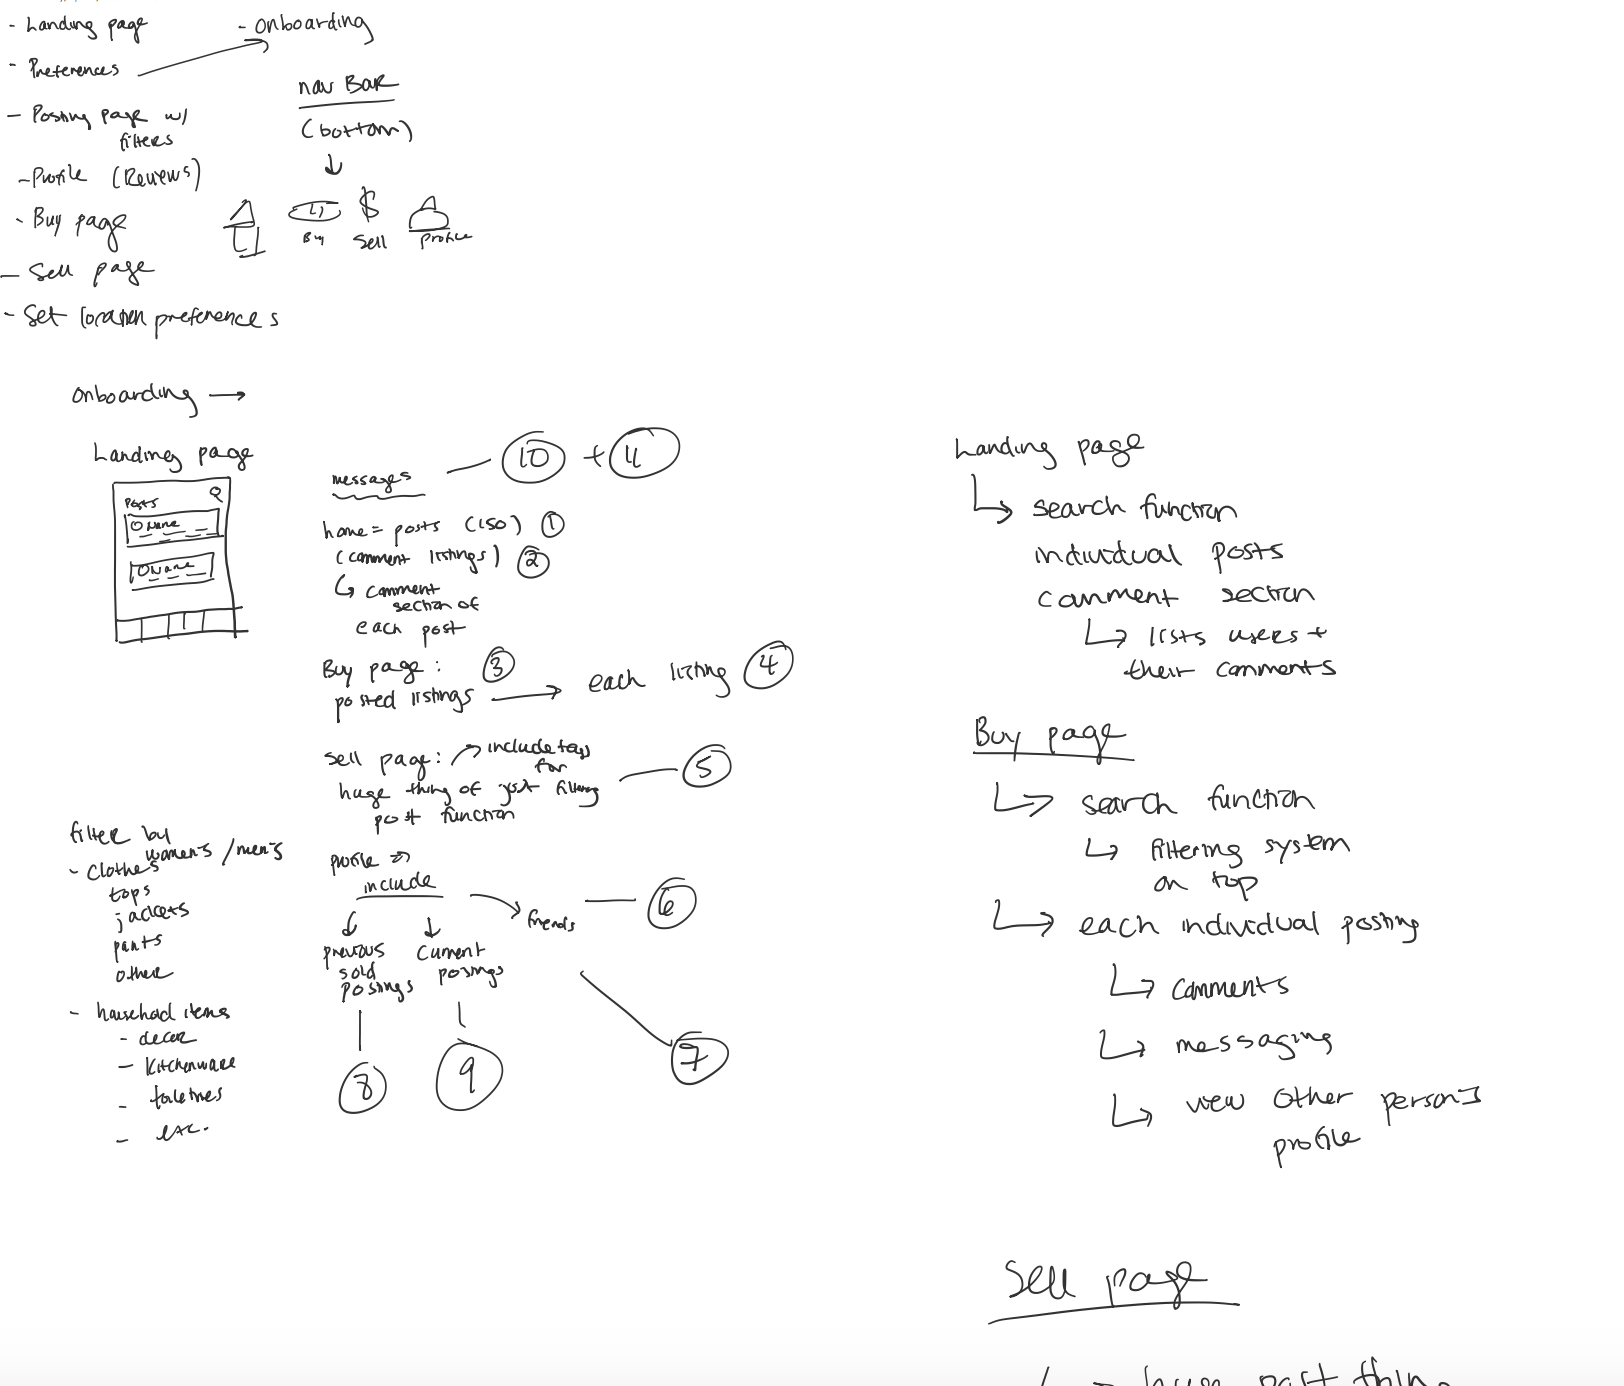 - Landing page
- onboarding
- Preferences
- Posting page w/
filters
- Profile (Reviews)
- Buy page
- Sell page
- Set location preferences
nav BAR
(bottom)
Buy
$
Sell
profile
onboarding
Landing page
Posts
Name
Name
messages
10 + 11
home = posts (ISO) 1
(comment listings) 2
comment
section of
each post
Buy page: 3
posted listings
each listing 4
sell page: include tags
for
huge thing of just filtering
post function
5
filter by
women's / men's
- clothes
tops
jackets
pants
other
- household items
- decor
- kitchenware
-
- exc.
profile
include
friends
6
previous
sold
postings
current
postings
7
8
9
Landing page
search function
individual posts
comment section
lists users +
their comments
Buy page
search function
filtering system
on top
each individual posting
comments
messaging
view other persons
profile
Sell page
- huge post thing